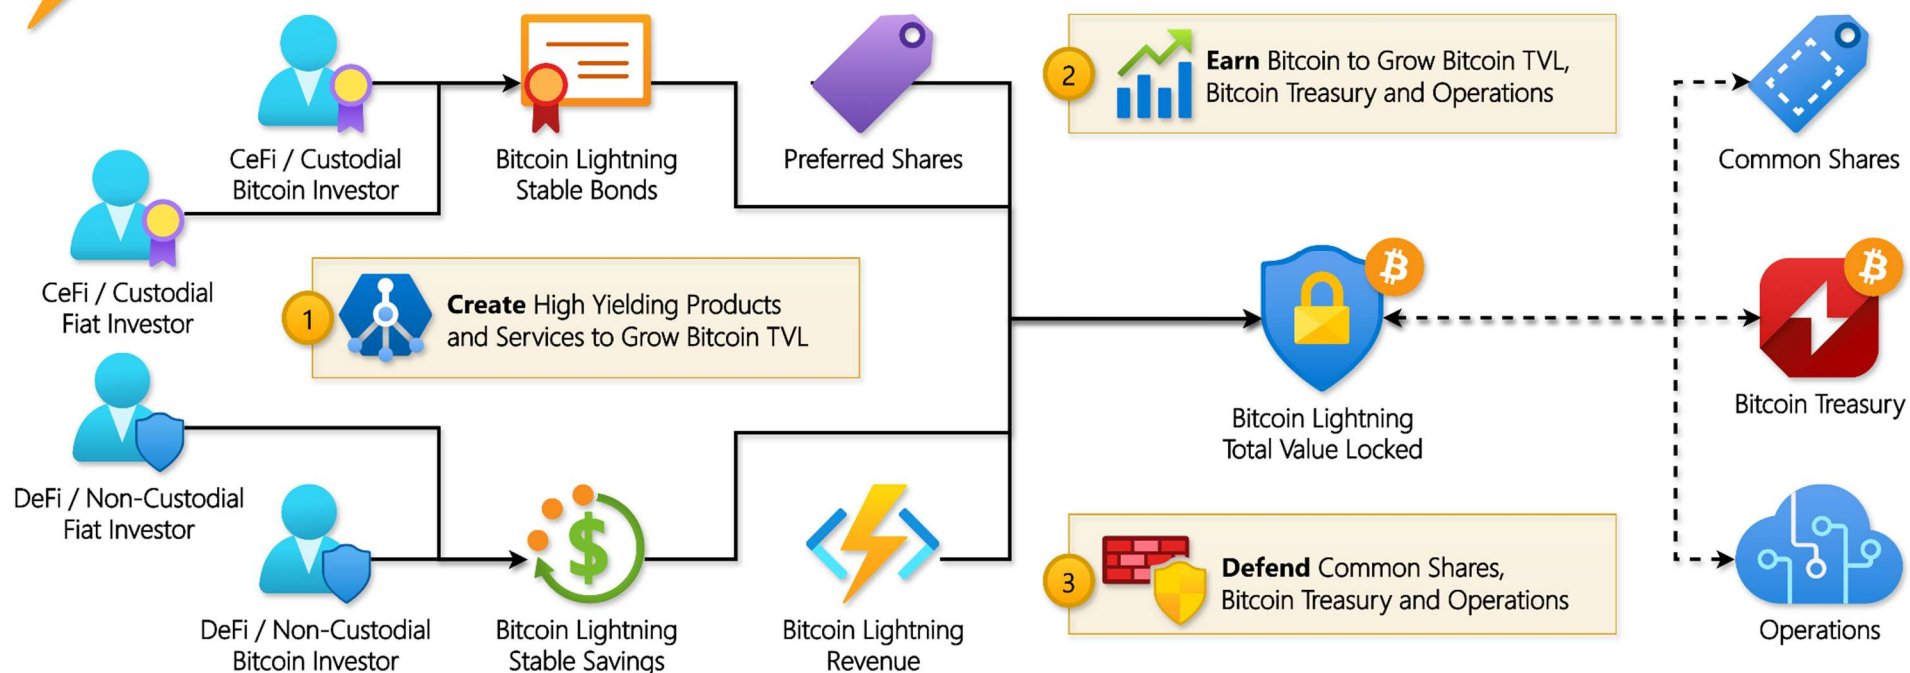 CeFi / Custodial
Bitcoin Investor
Bitcoin Lightning
Stable Bonds
Preferred Shares
2
Earn Bitcoin to Grow Bitcoin TVL,
Bitcoin Treasury and Operations
Common Shares
CeFi / Custodial
Fiat Investor
1
Create High Yielding Products
and Services to Grow Bitcoin TVL
Bitcoin Lightning
Total Value Locked
Bitcoin Treasury
DeFi / Non-Custodial
Fiat Investor
DeFi / Non-Custodial
Bitcoin Investor
$
Bitcoin Lightning
Stable Savings
Bitcoin Lightning
Revenue
3
Defend Common Shares,
Bitcoin Treasury and Operations
Operations